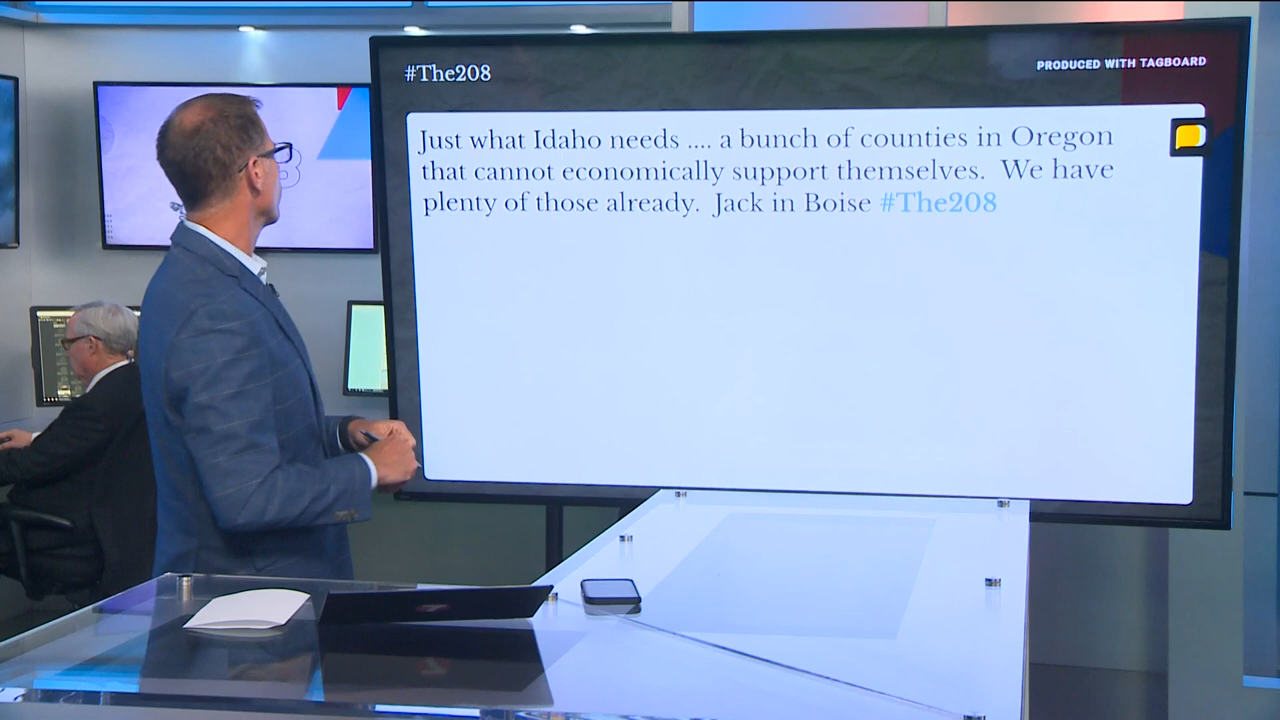 #The208
PRODUCED WITH TAGBOARD
Just what Idaho needs .... a bunch of counties in Oregon
that cannot economically support themselves.  We have
plenty of those already.  Jack in Boise #The208